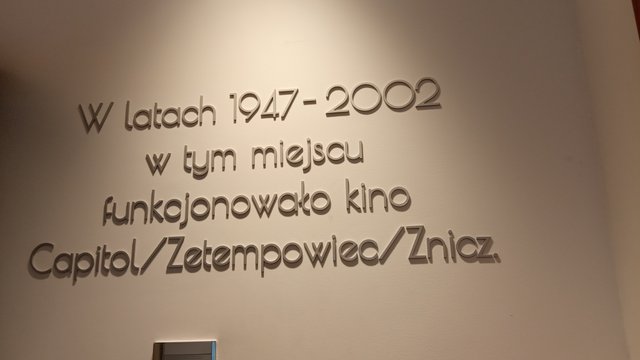 W latach 1947-2002
w tym miejscu
funkcjonowało kino
Capitol/Zetempowiec/Znicz.